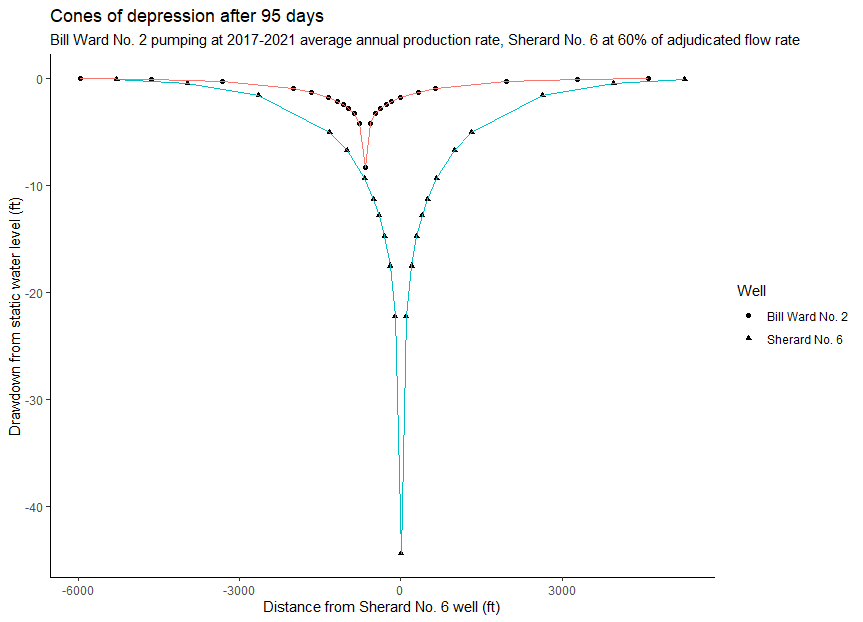 Cones of depression after 95 days
Bill Ward No. 2 pumping at 2017-2021 average annual production rate, Sherard No. 6 at 60% of adjudicated flow rate
Drawdown from static water level (ft)
0
-10
-20
-30
-40
-6000
-3000
0
3000
Distance from Sherard No. 6 well (ft)
Well
Bill Ward No. 2
Sherard No. 6